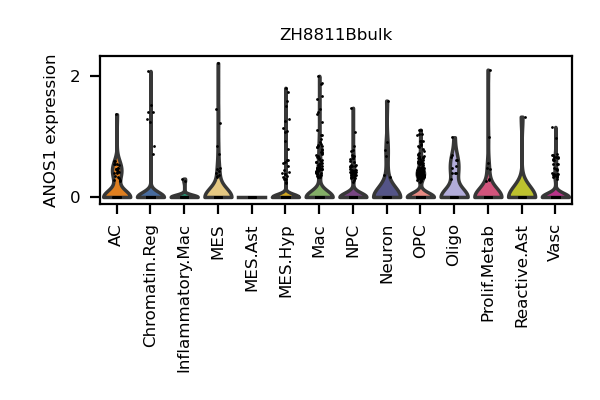 ZH8811Bbulk
ANOS1 expression
2
0
AC
Chromatin.Reg
Inflammatory.Mac
MES
MES.Ast
MES.Hyp
Mac
NPC
Neuron
OPC
Oligo
Prolif.Metab
Reactive.Ast
Vasc